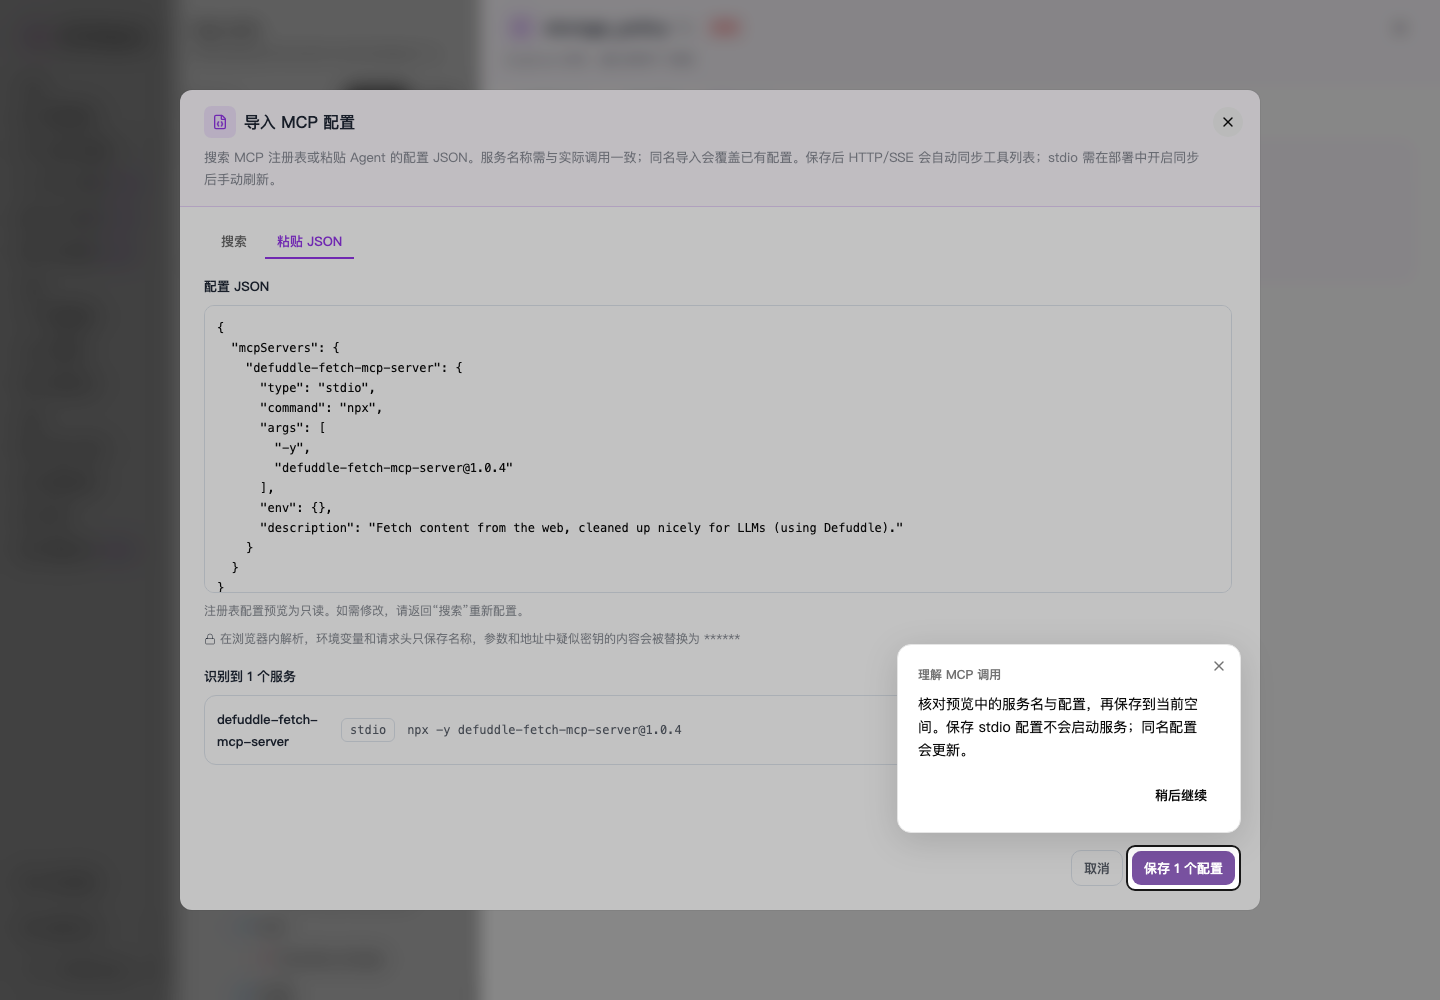 导入 MCP 配置
搜索 MCP 注册表或粘贴 Agent 的配置 JSON。服务名称需与实际调用一致；同名导入会覆盖已有配置。保存后 HTTP/SSE 会自动同步工具列表；stdio 需在部署中开启同步
后手动刷新。
搜索
粘贴 JSON
配置 JSON
{
  "mcpServers": {
    "defuddle-fetch-mcp-server": {
      "type": "stdio",
      "command": "npx",
      "args": [
        "-y",
        "defuddle-fetch-mcp-server@1.0.4"
      ],
      "env": {},
      "description": "Fetch content from the web, cleaned up nicely for LLMs (using Defuddle)."
    }
  }
}
注册表配置预览为只读。如需修改，请返回“搜索”重新配置。
在浏览器内解析，环境变量和请求头只保存名称，参数和地址中疑似密钥的内容会被替换为 ******
识别到 1 个服务
defuddle-fetch-
mcp-server
stdio
npx -y defuddle-fetch-mcp-server@1.0.4
理解 MCP 调用
核对预览中的服务名与配置，再保存到当前空
间。保存 stdio 配置不会启动服务；同名配置
会更新。
稍后继续
取消
保存 1 个配置